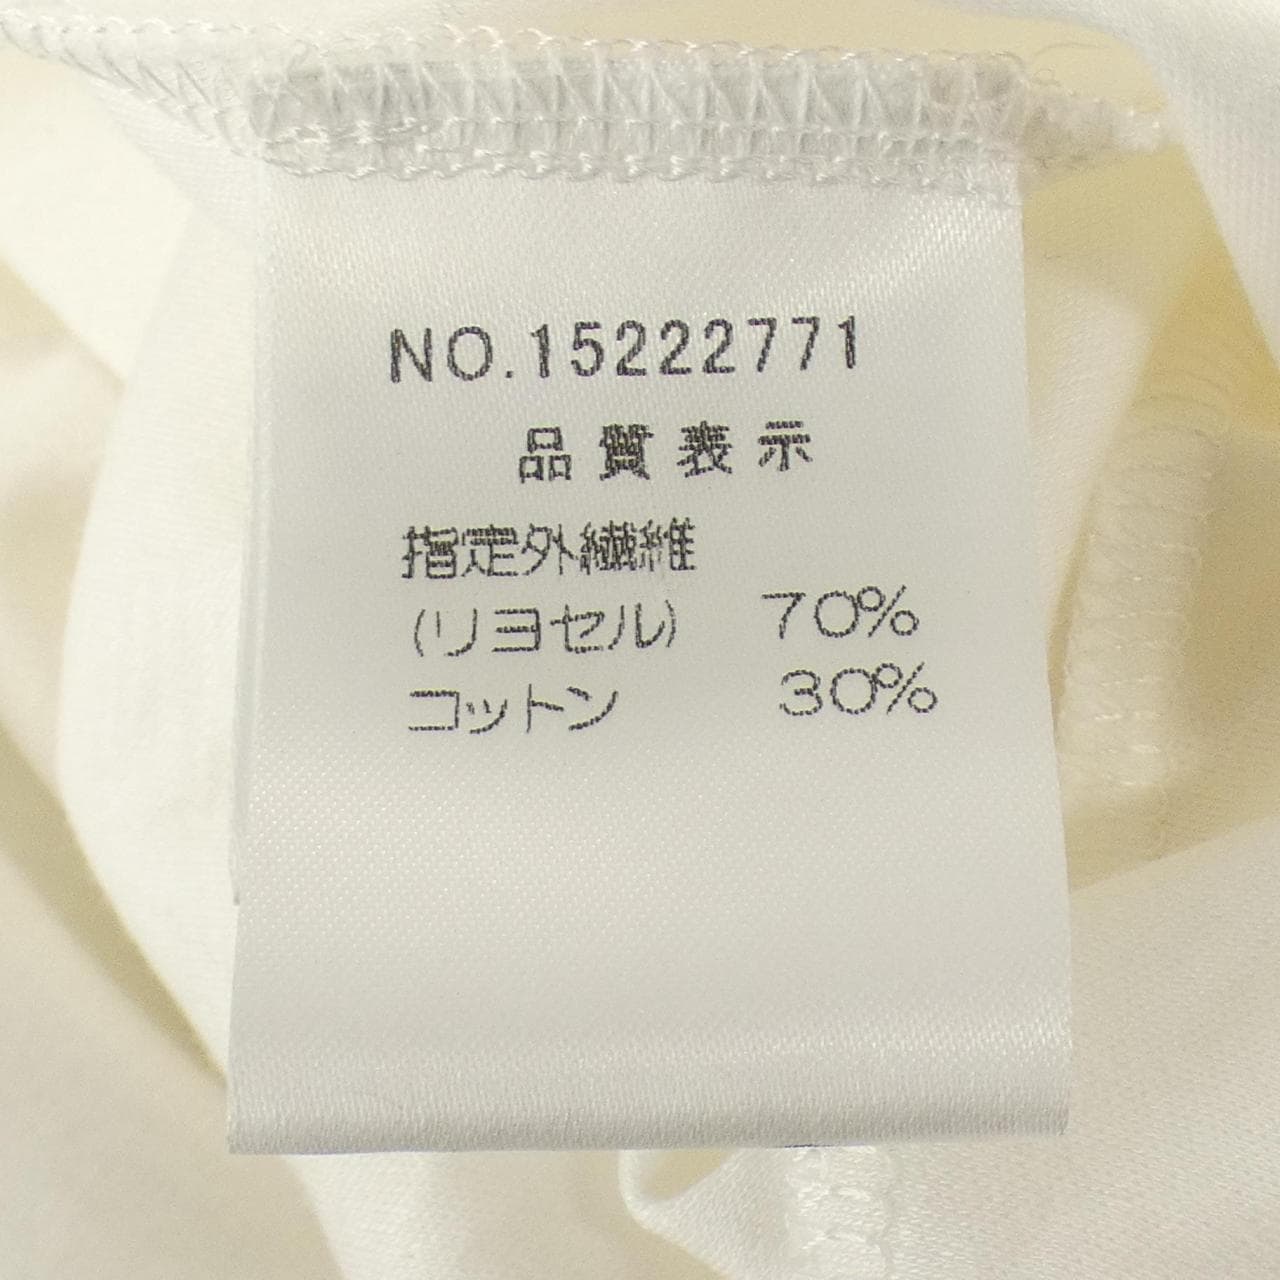 NO.15222771
品質表示
指定外繊維
(リヨセル) 70%
コットン 30%